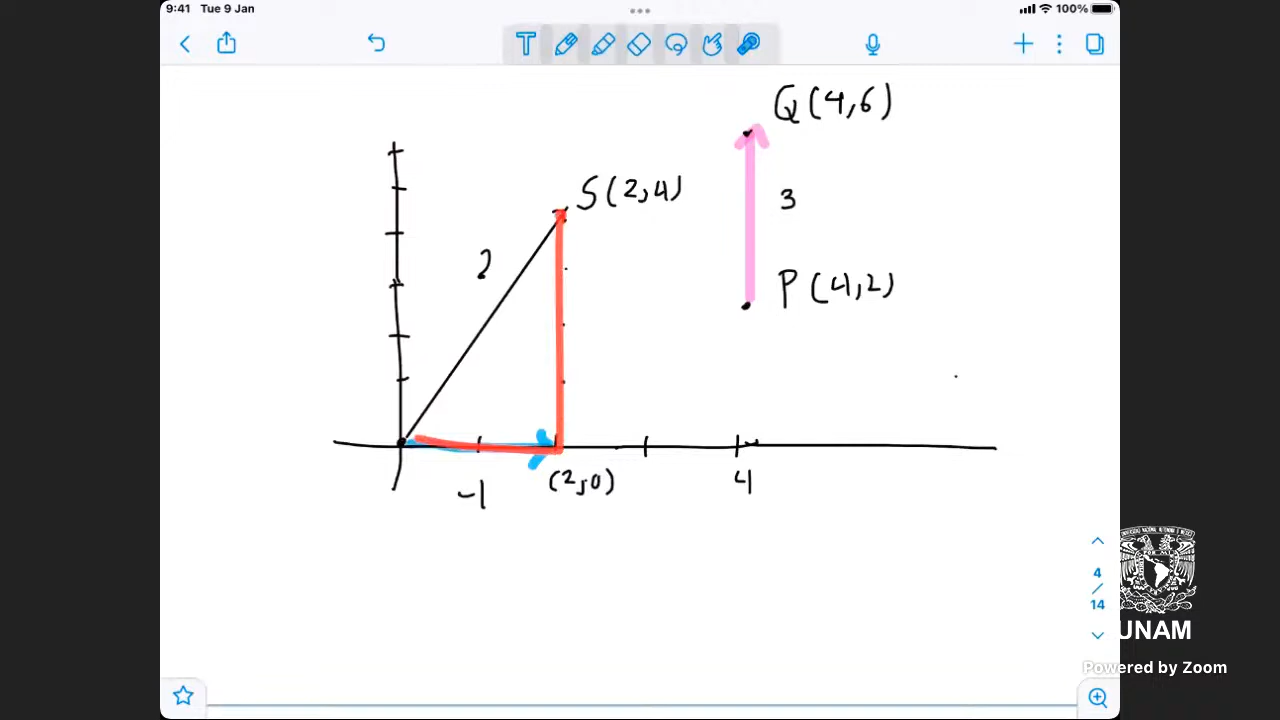 9:41 Tue 9 Jan
100%
T
Q(4,6)
S(2,4)
3
2
P(4,2)
-1
(2,0)
4
4
/
14
UNAM
Powered by Zoom